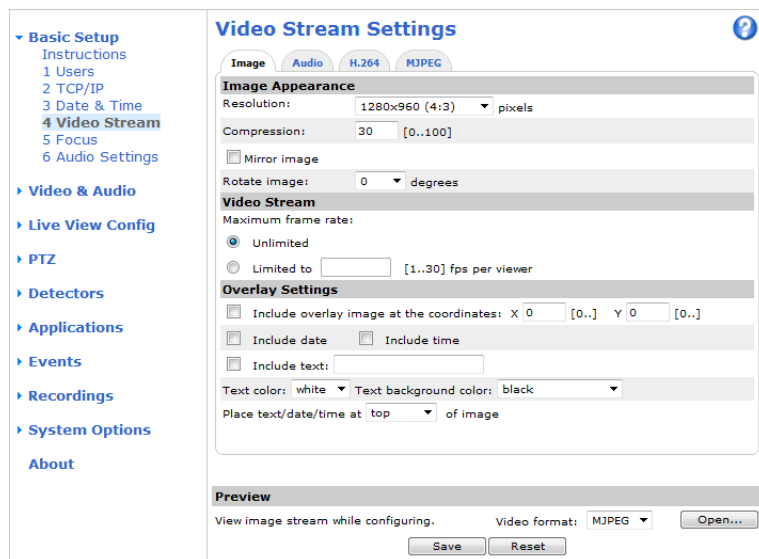 Basic Setup
Instructions
1 Users
2 TCP/IP
3 Date & Time
4 Video Stream
5 Focus
6 Audio Settings
Video & Audio
Live View Config
PTZ
Detectors
Applications
Events
Recordings
System Options
About
Video Stream Settings
?
Image Audio H.264 MJPEG
Image Appearance
Resolution: 1280x960 (4:3) pixels
Compression: 30 [0..100]
Mirror image
Rotate image: 0 degrees
Video Stream
Maximum frame rate:
Unlimited
Limited to [1..30] fps per viewer
Overlay Settings
Include overlay image at the coordinates: X 0 [0..] Y 0 [0..]
Include date Include time
Include text:
Text color: white Text background color: black
Place text/date/time at top of image
Preview
View image stream while configuring. Video format: MJPEG Open...
Save Reset